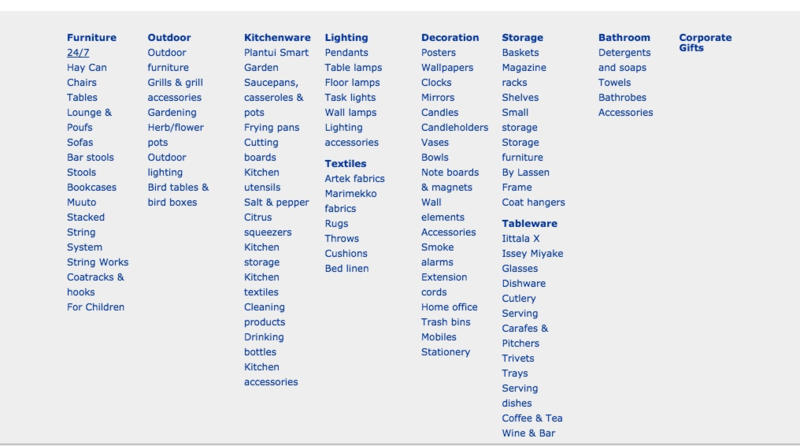 Furniture
24/7
Hay Can
Chairs
Tables
Lounge &
Poufs
Sofas
Bar stools
Stools
Bookcases
Muuto
Stacked
String
System
String Works
Coatracks &
hooks
For Children
Outdoor
Outdoor
furniture
Grills & grill
accessories
Gardening
Herb/flower
pots
Outdoor
lighting
Bird tables &
bird boxes
Kitchenware
Plantui Smart
Garden
Saucepans,
casseroles &
pots
Frying pans
Cutting
boards
Kitchen
utensils
Salt & pepper
Citrus
squeezers
Kitchen
storage
Kitchen
textiles
Cleaning
products
Drinking
bottles
Kitchen
accessories
Lighting
Pendants
Table lamps
Floor lamps
Task lights
Wall lamps
Lighting
accessories
Textiles
Artek fabrics
Marimekko
fabrics
Rugs
Throws
Cushions
Bed linen
Decoration
Posters
Wallpapers
Clocks
Mirrors
Candles
Candleholders
Vases
Bowls
Note boards
& magnets
Wall
elements
Accessories
Smoke
alarms
Extension
cords
Home office
Trash bins
Mobiles
Stationery
Storage
Baskets
Magazine
racks
Shelves
Small
storage
Storage
furniture
By Lassen
Frame
Coat hangers
Tableware
Iittala X
Issey Miyake
Glasses
Dishware
Cutlery
Serving
Carafes &
Pitchers
Trivets
Trays
Serving
dishes
Coffee & Tea
Wine & Bar
Bathroom
Detergents
and soaps
Towels
Bathrobes
Accessories
Corporate
Gifts